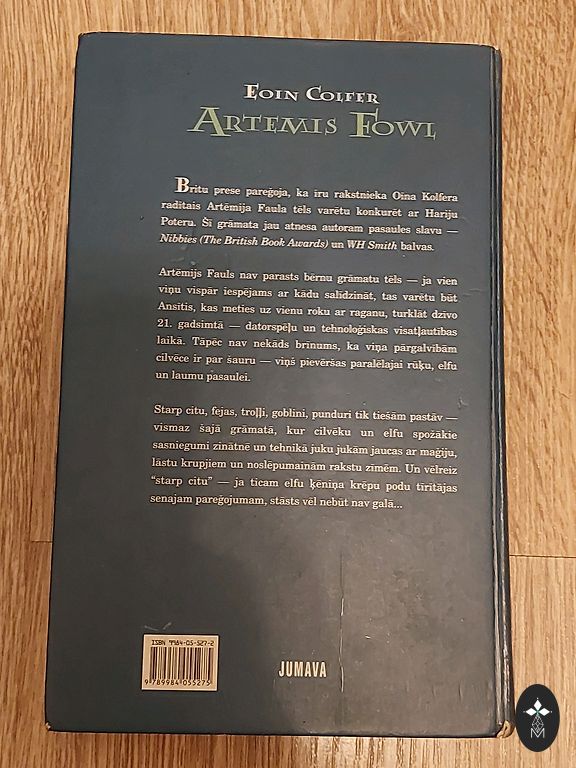 Eoin Colfer
Artemis Fowl
Britu prese pareģoja, ka īru rakstnieka Oina Kolfera
radītais Artēmija Faula tēls varētu konkurēt ar Hariju
Poteru. Šī grāmata jau atnesa autoram pasaules slavu —
Nibbies (The British Book Awards) un WH Smith balvas.
Artēmijs Fauls nav parasts bērnu grāmatu tēls — ja vien
viņu vispār iespējams ar kādu salīdzināt, tas varētu būt
Ansītis, kas meties uz vienu roku ar raganu, turklāt dzīvo
21. gadsimtā — datorspēļu un tehnoloģiskas visatļautības
laikā. Tāpēc nav nekāds brīnums, ka viņa pārgalvībām
cilvēce ir par šauru — viņš pievēršas paralēlajai rūķu, elfu
un laumu pasaulei.
Starp citu, fejas, troļļi, goblini, punduri tik tiešām pastāv —
vismaz šajā grāmatā, kur cilvēku un elfu spožākie
sasniegumi zinātnē un tehnikā juku jukām jaucas ar maģiju,
lāstu krupjiem un noslēpumainām rakstu zīmēm. Un vēlreiz
“starp citu” — ja ticam elfu ķēniņa krēpu podu tīrītājas
senajam pareģojumam, stāsts vēl nebūt nav galā...
ISBN 9984-05-527-2
9 789984 055275
JUMAVA
M